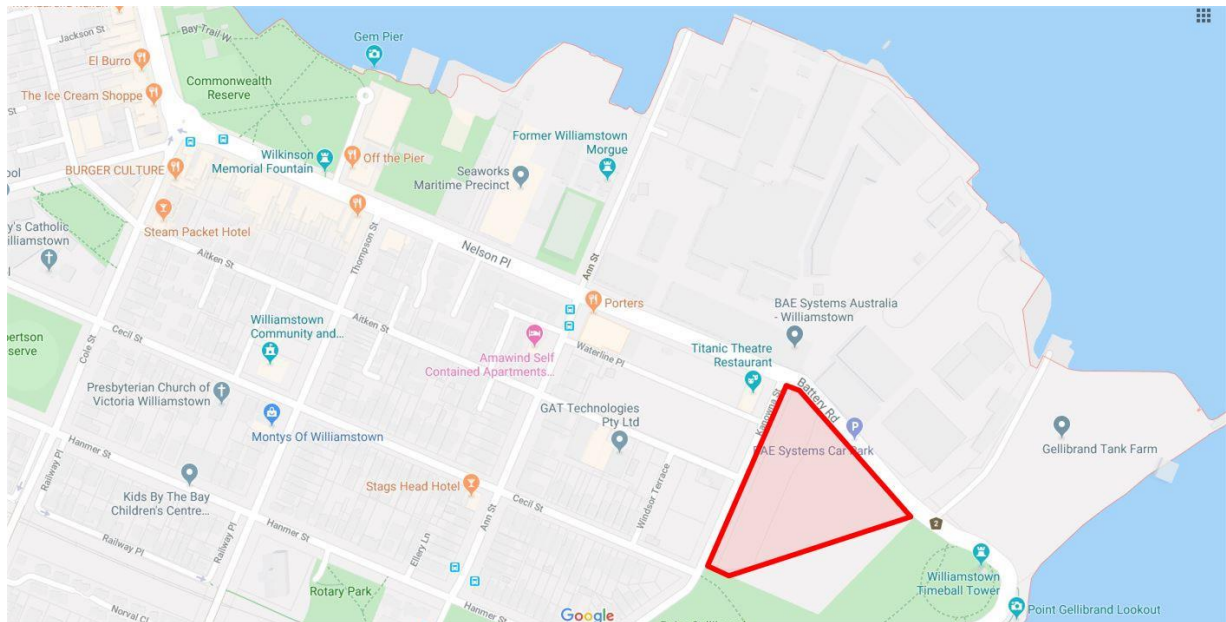 Jackson St
El Burro
The Ice Cream Shoppe
Bay Trail W
Gem Pier
Commonwealth
Reserve
Wilkinson
Memorial Fountain
Off the Pier
BURGER CULTURE
Steam Packet Hotel
Former Williamstown
Morgue
Seaworks
Maritime Precinct
Nelson Pl
Ann St
Thompson St
Aitken St
Aitken St
y's Catholic
illiamstown
Cecil St
Cole St
Williamstown
Community and...
Presbyterian Church of
Victoria Williamstown
Montys Of Williamstown
Hanmer St
Railway Pl
Kids By The Bay
Children's Centre...
Railway Pl
Railway Pl
Norval Cl
Rotary Park
Ellery Ln
Stags Head Hotel
Ann St
Hanmer St
Hanmer St
Cecil St
Windsor Terrace
GAT Technologies
Pty Ltd
Amawind Self
Contained Apartments...
Waterline Pl
Porters
Titanic Theatre
Restaurant
BAE Systems Australia
- Williamstown
Kanowna St
Battery Rd
P
BAE Systems Car Park
Gellibrand Tank Farm
2
Williamstown
Timeball Tower
Point Gellibrand Lookout
Google